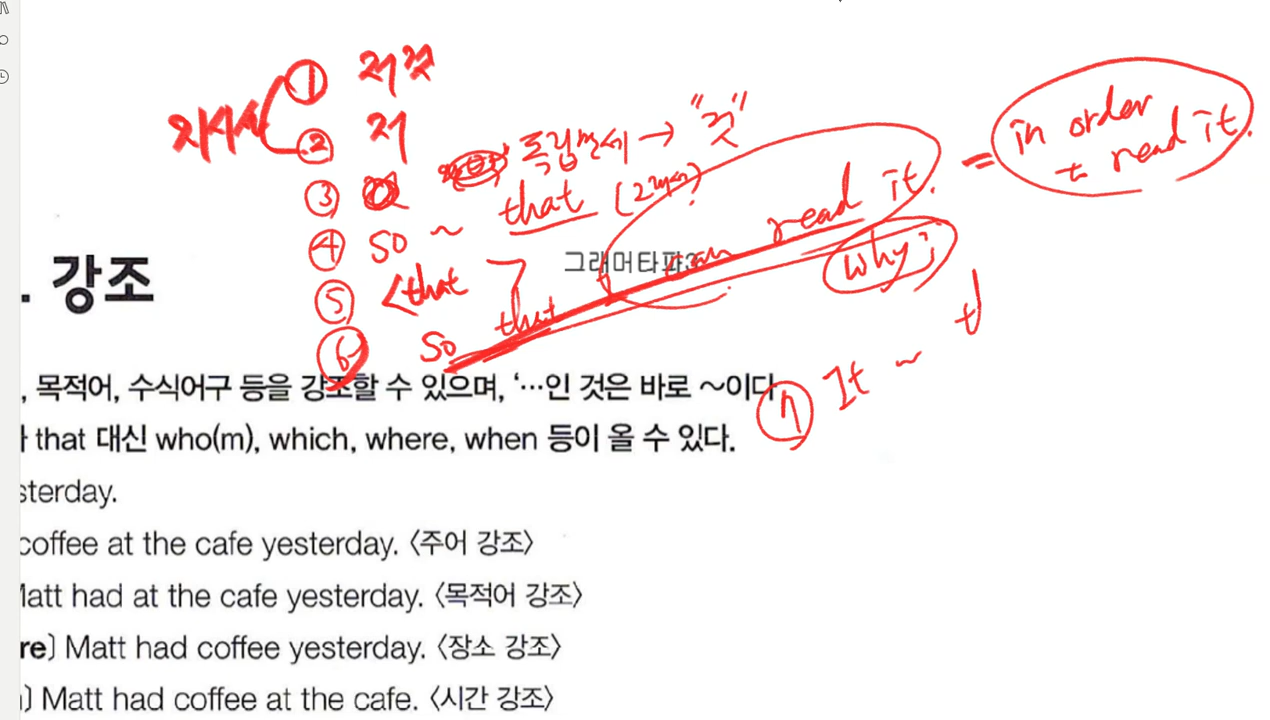 ① 저것
지시사
② 저
독립만세 → "것"
③
④ so ~ that (2개씩)
= in order to read it.
⑤ <that
그래머타파3
. 강조
⑥ so that I can read it.
why;
, 목적어, 수식어구 등을 강조할 수 있으며, ‘…인 것은 바로 ~이다
⑦ It ~ t
that 대신 who(m), which, where, when 등이 올 수 있다.
sterday.
coffee at the cafe yesterday. 〈주어 강조〉
Matt had at the cafe yesterday. 〈목적어 강조〉
re) Matt had coffee yesterday. 〈장소 강조〉
) Matt had coffee at the cafe. 〈시간 강조〉